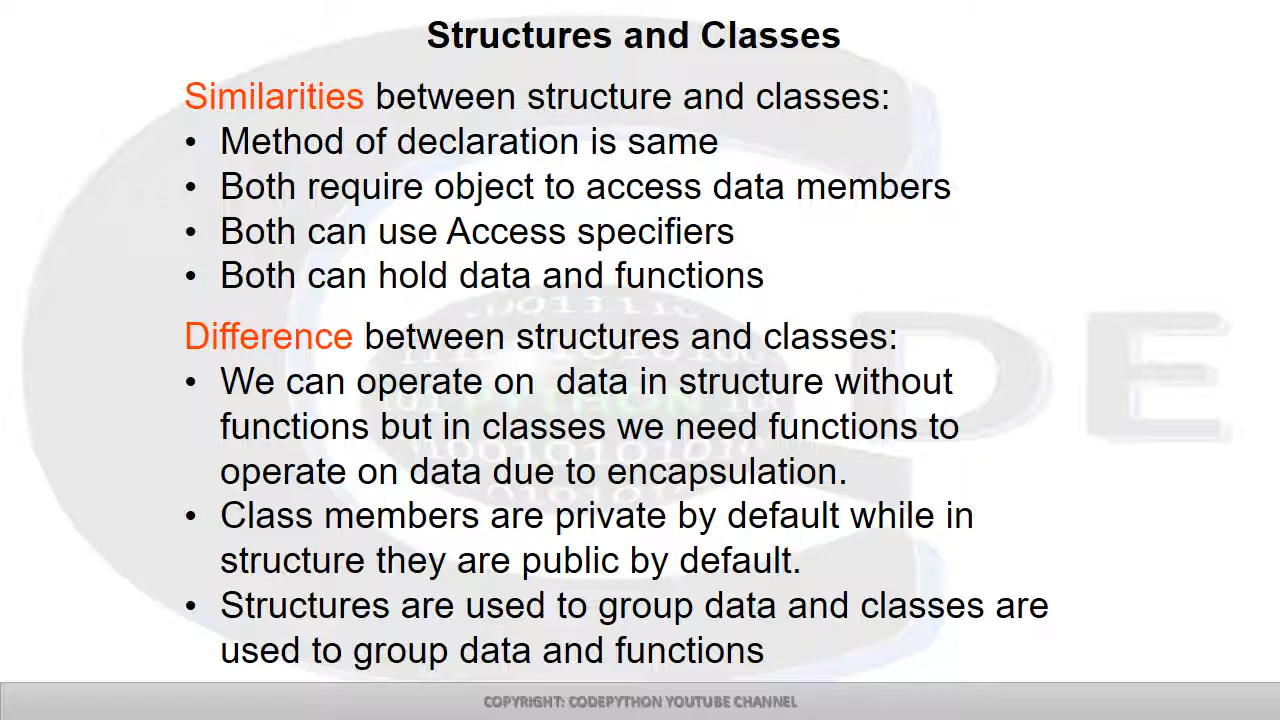 Structures and Classes
Similarities between structure and classes:
• Method of declaration is same
• Both require object to access data members
• Both can use Access specifiers
• Both can hold data and functions
Difference between structures and classes:
• We can operate on  data in structure without
functions but in classes we need functions to
operate on data due to encapsulation.
• Class members are private by default while in
structure they are public by default.
• Structures are used to group data and classes are
used to group data and functions
DE
COPYRIGHT: CODEPYTHON YOUTUBE CHANNEL